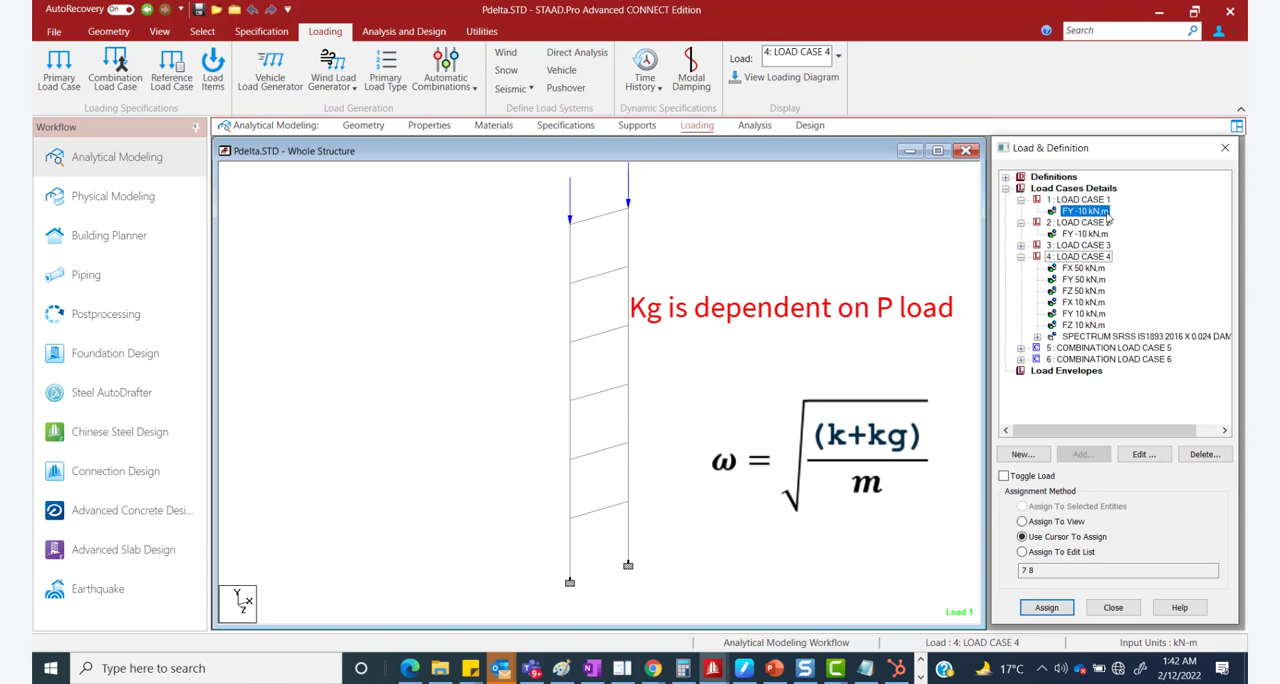 AutoRecovery On
Pdelta.STD - STAAD.Pro Advanced CONNECT Edition
File Geometry View Select Specification Loading Analysis and Design Utilities Search
Primary Load Case
Combination Load Case
Reference Load Case
Load Items
Loading Specifications
Vehicle Load Generator
Wind Load Generator
Primary Load Type
Automatic Combinations
Load Generation
Wind Direct Analysis
Snow Vehicle
Seismic Pushover
Define Load Systems
Time History
Modal Damping
Dynamic Specifications
Load: 4: LOAD CASE 4
View Loading Diagram
Display
Workflow
Analytical Modeling: Geometry Properties Materials Specifications Supports Loading Analysis Design
Analytical Modeling
Physical Modeling
Building Planner
Piping
Postprocessing
Foundation Design
Steel AutoDrafter
Chinese Steel Design
Connection Design
Advanced Concrete Desi...
Advanced Slab Design
Earthquake
Pdelta.STD - Whole Structure
Kg is dependent on P load
ω = √((k+kg)/m)
Y
X
Z
Load 1
Load & Definition
Definitions
Load Cases Details
1 : LOAD CASE 1
FY -10 kN,m
2 : LOAD CASE
FY -10 kN,m
3 : LOAD CASE 3
4 : LOAD CASE 4
FX 50 kN,m
FY 50 kN,m
FZ 50 kN,m
FX 10 kN,m
FY 10 kN,m
FZ 10 kN,m
SPECTRUM SRSS IS1893 2016 X 0.024 DAM
5 : COMBINATION LOAD CASE 5
6 : COMBINATION LOAD CASE 6
Load Envelopes
New... Add... Edit ... Delete...
Toggle Load
Assignment Method
Assign To Selected Entities
Assign To View
Use Cursor To Assign
Assign To Edit List
7 8
Assign Close Help
Analytical Modeling Workflow Load : 4: LOAD CASE 4 Input Units : kN-m
Type here to search
17°C
1:42 AM
2/12/2022